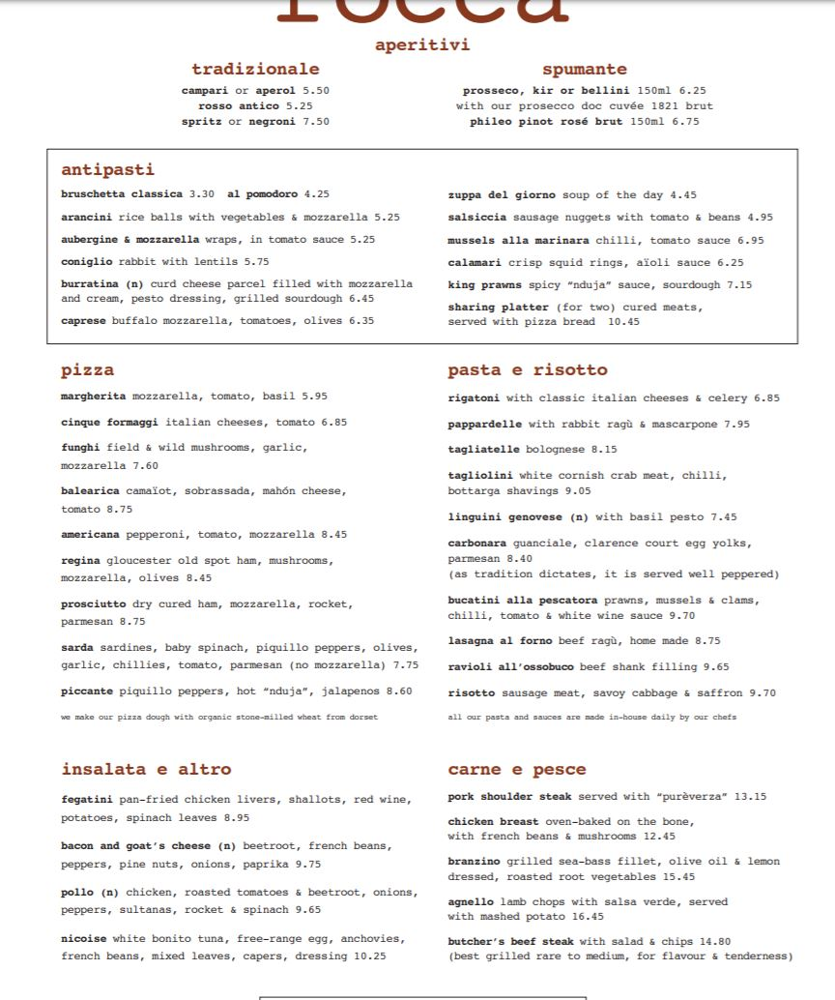 rocca
aperitivi
tradizionale
campari or aperol 5.50
rosso antico 5.25
spritz or negroni 7.50
spumante
prosseco, kir or bellini 150ml 6.25
with our prosecco doc cuvée 1821 brut
phileo pinot rosé brut 150ml 6.75
antipasti
bruschetta classica 3.30 al pomodoro 4.25
arancini rice balls with vegetables & mozzarella 5.25
aubergine & mozzarella wraps, in tomato sauce 5.25
coniglio rabbit with lentils 5.75
burratina (n) curd cheese parcel filled with mozzarella
and cream, pesto dressing, grilled sourdough 6.45
caprese buffalo mozzarella, tomatoes, olives 6.35
zuppa del giorno soup of the day 4.45
salsiccia sausage nuggets with tomato & beans 4.95
mussels alla marinara chilli, tomato sauce 6.95
calamari crisp squid rings, aïoli sauce 6.25
king prawns spicy “nduja” sauce, sourdough 7.15
sharing platter (for two) cured meats,
served with pizza bread 10.45
pizza
margherita mozzarella, tomato, basil 5.95
cinque formaggi italian cheeses, tomato 6.85
funghi field & wild mushrooms, garlic,
mozzarella 7.60
balearica camaïot, sobrassada, mahón cheese,
tomato 8.75
americana pepperoni, tomato, mozzarella 8.45
regina gloucester old spot ham, mushrooms,
mozzarella, olives 8.45
prosciutto dry cured ham, mozzarella, rocket,
parmesan 8.75
sarda sardines, baby spinach, piquillo peppers, olives,
garlic, chillies, tomato, parmesan (no mozzarella) 7.75
piccante piquillo peppers, hot “nduja”, jalapenos 8.60
we make our pizza dough with organic stone-milled wheat from dorset
pasta e risotto
rigatoni with classic italian cheeses & celery 6.85
pappardelle with rabbit ragù & mascarpone 7.95
tagliatelle bolognese 8.15
tagliolini white cornish crab meat, chilli,
bottarga shavings 9.05
linguini genovese (n) with basil pesto 7.45
carbonara guanciale, clarence court egg yolks,
parmesan 8.40
(as tradition dictates, it is served well peppered)
bucatini alla pescatora prawns, mussels & clams,
chilli, tomato & white wine sauce 9.70
lasagna al forno beef ragù, home made 8.75
ravioli all’ossobuco beef shank filling 9.65
risotto sausage meat, savoy cabbage & saffron 9.70
all our pasta and sauces are made in-house daily by our chefs
insalata e altro
fegatini pan-fried chicken livers, shallots, red wine,
potatoes, spinach leaves 8.95
bacon and goat’s cheese (n) beetroot, french beans,
peppers, pine nuts, onions, paprika 9.75
pollo (n) chicken, roasted tomatoes & beetroot, onions,
peppers, sultanas, rocket & spinach 9.65
nicoise white bonito tuna, free-range egg, anchovies,
french beans, mixed leaves, capers, dressing 10.25
carne e pesce
pork shoulder steak served with “purèverza” 13.15
chicken breast oven-baked on the bone,
with french beans & mushrooms 12.45
branzino grilled sea-bass fillet, olive oil & lemon
dressed, roasted root vegetables 15.45
agnello lamb chops with salsa verde, served
with mashed potato 16.45
butcher’s beef steak with salad & chips 14.80
(best grilled rare to medium, for flavour & tenderness)